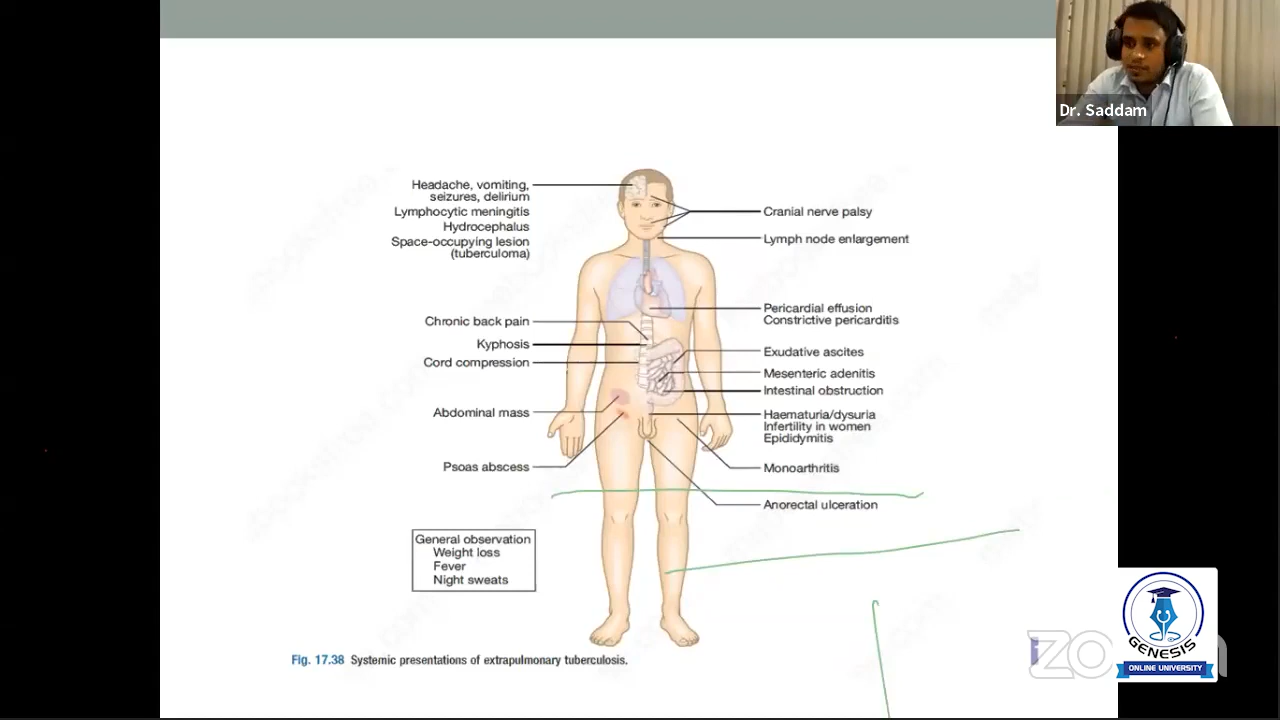 Dr. Saddam
Headache, vomiting,
seizures, delirium
Lymphocytic meningitis
Hydrocephalus
Space-occupying lesion
(tuberculoma)
Chronic back pain
Kyphosis
Cord compression
Abdominal mass
Psoas abscess
Cranial nerve palsy
Lymph node enlargement
Pericardial effusion
Constrictive pericarditis
Exudative ascites
Mesenteric adenitis
Intestinal obstruction
Haematuria/dysuria
Infertility in women
Epididymitis
Monoarthritis
Anorectal ulceration
General observation
Weight loss
Fever
Night sweats
Fig. 17.38 Systemic presentations of extrapulmonary tuberculosis.
GENESIS
ONLINE UNIVERSITY